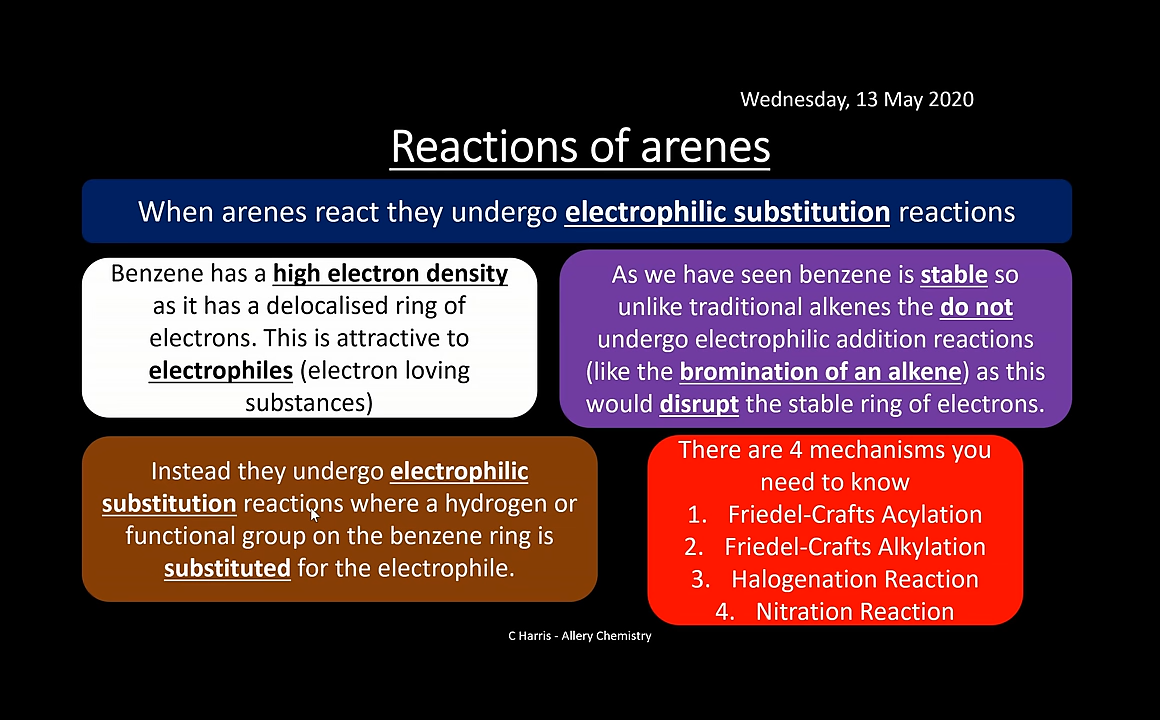 Wednesday, 13 May 2020
Reactions of arenes
When arenes react they undergo electrophilic substitution reactions
Benzene has a high electron density
as it has a delocalised ring of
electrons. This is attractive to
electrophiles (electron loving
substances)
As we have seen benzene is stable so
unlike traditional alkenes the do not
undergo electrophilic addition reactions
(like the bromination of an alkene) as this
would disrupt the stable ring of electrons.
Instead they undergo electrophilic
substitution reactions where a hydrogen or
functional group on the benzene ring is
substituted for the electrophile.
There are 4 mechanisms you
need to know
1. Friedel-Crafts Acylation
2. Friedel-Crafts Alkylation
3. Halogenation Reaction
4. Nitration Reaction
C Harris - Allery Chemistry